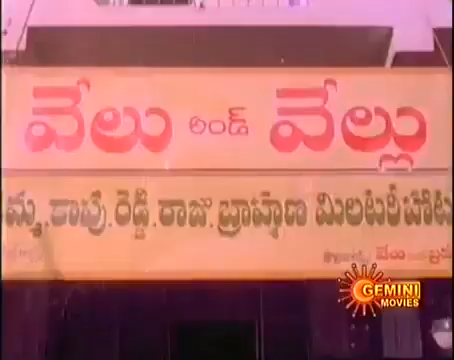 వేలు అండ్ వేల్లు
మ్మ.కాపు.రెడ్డి.రాజు.బ్రాహ్మణ మిలటరీహోట
GEMINI
MOVIES